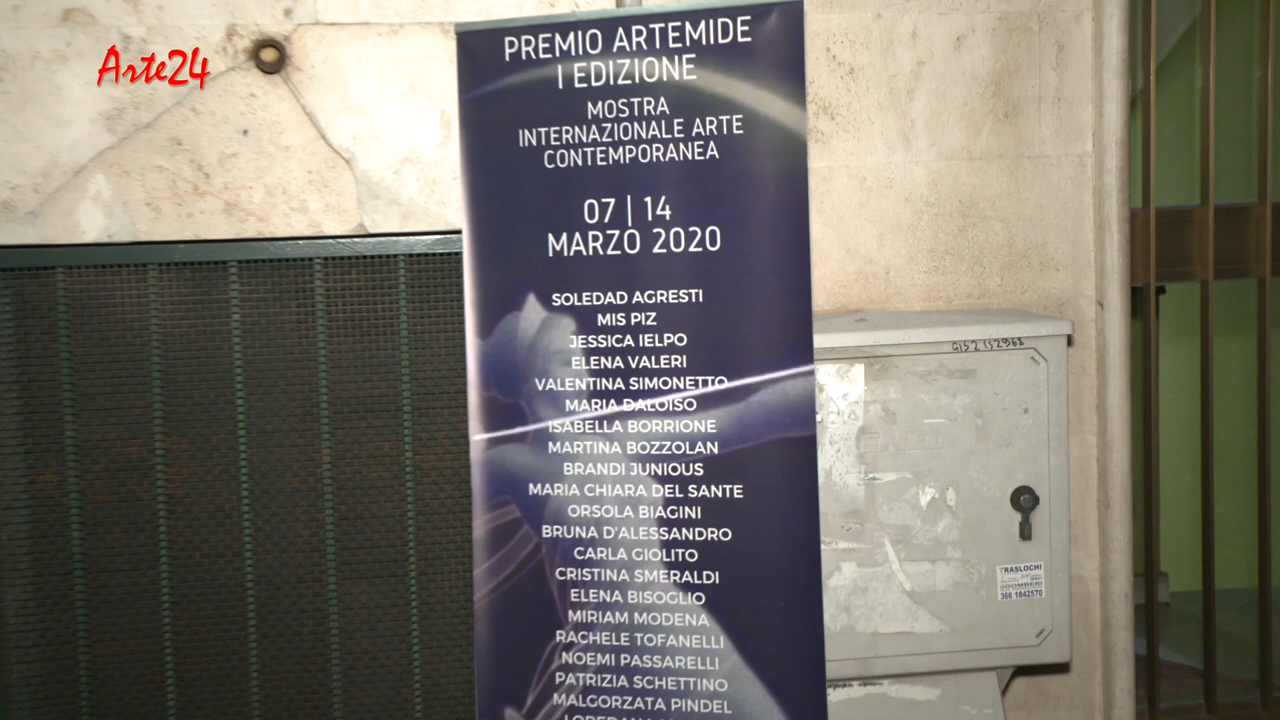 Arte24
PREMIO ARTEMIDE
I EDIZIONE
MOSTRA
INTERNAZIONALE ARTE
CONTEMPORANEA
07 | 14
MARZO 2020
SOLEDAD AGRESTI
MIS PIZ
JESSICA IELPO
ELENA VALERI
VALENTINA SIMONETTO
MARIA DALOISO
ISABELLA BORRIONE
MARTINA BOZZOLAN
BRANDI JUNIOUS
MARIA CHIARA DEL SANTE
ORSOLA BIAGINI
BRUNA D'ALESSANDRO
CARLA GIOLITO
CRISTINA SMERALDI
ELENA BISOGLIO
MIRIAM MODENA
RACHELE TOFANELLI
NOEMI PASSARELLI
PATRIZIA SCHETTINO
MALGORZATA PINDEL
TRASLOCHI
SGOMBERI
366 1842570